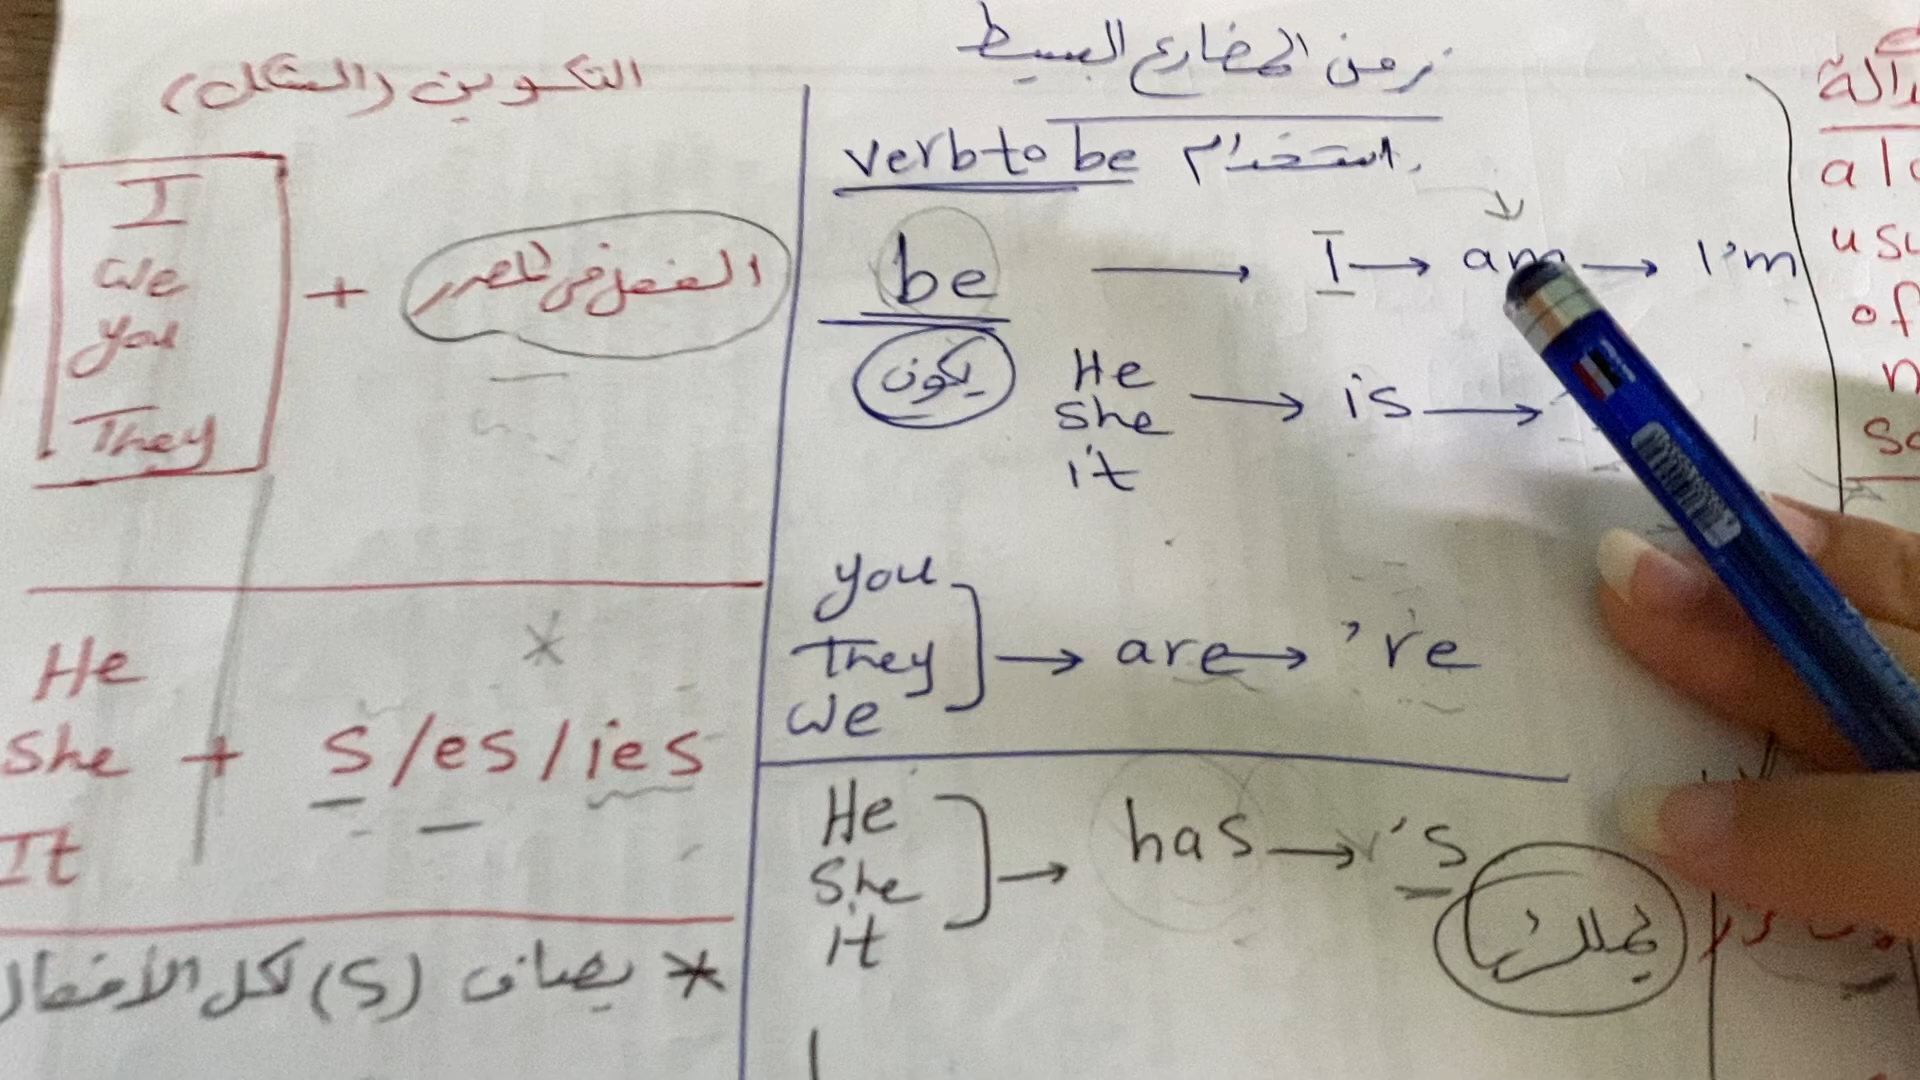 زمن المضارع البسيط
التكوين (الشكل)
I
we
you
They
+ الفعل في المصدر
He
She + s/es/ies
It
* يضاف (s) لكل الأفعال
verb to be استخدام
be → I → am → I'm
يكون
He
She → is →
it
you
They → are → 're
we
He
She → has → 's
it
يملك